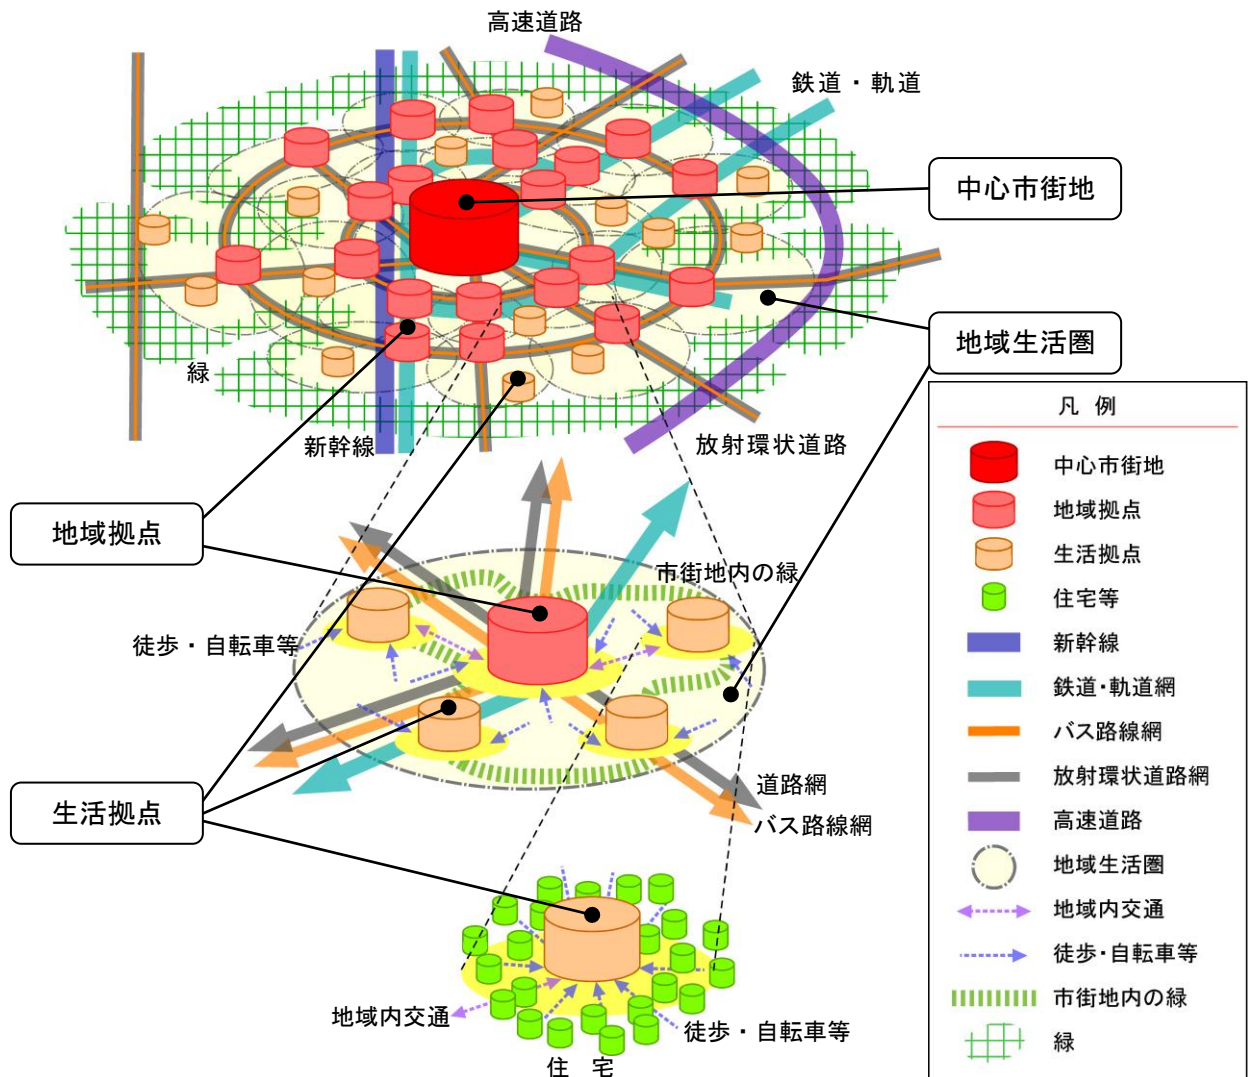 高速道路
鉄道・軌道
中心市街地
地域生活圏
緑
新幹線
放射環状道路
地域拠点
市街地内の緑
徒歩・自転車等
生活拠点
道路網
バス路線網
地域内交通
徒歩・自転車等
住 宅
凡 例
中心市街地
地域拠点
生活拠点
住宅等
新幹線
鉄道・軌道網
バス路線網
放射環状道路網
高速道路
地域生活圏
地域内交通
徒歩・自転車等
市街地内の緑
緑